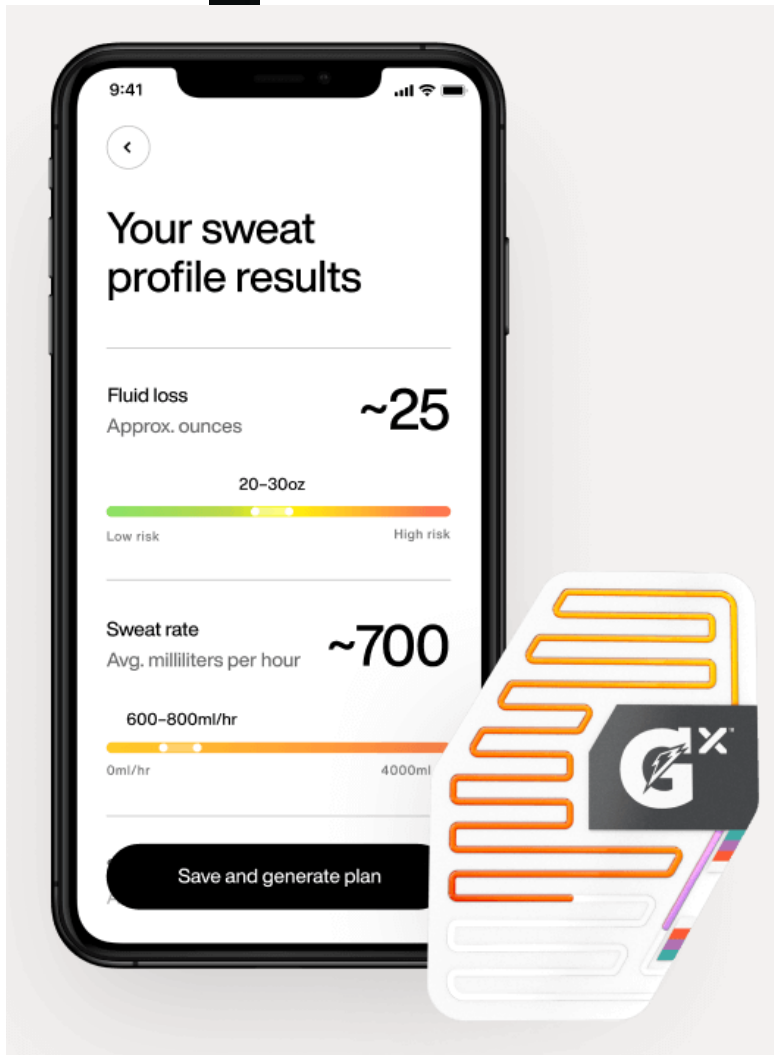 9:41
Your sweat
profile results
Fluid loss
Approx. ounces
~25
20–30oz
Low risk
High risk
Sweat rate
Avg. milliliters per hour
~700
600–800ml/hr
0ml/hr
4000ml
Save and generate plan
Gx